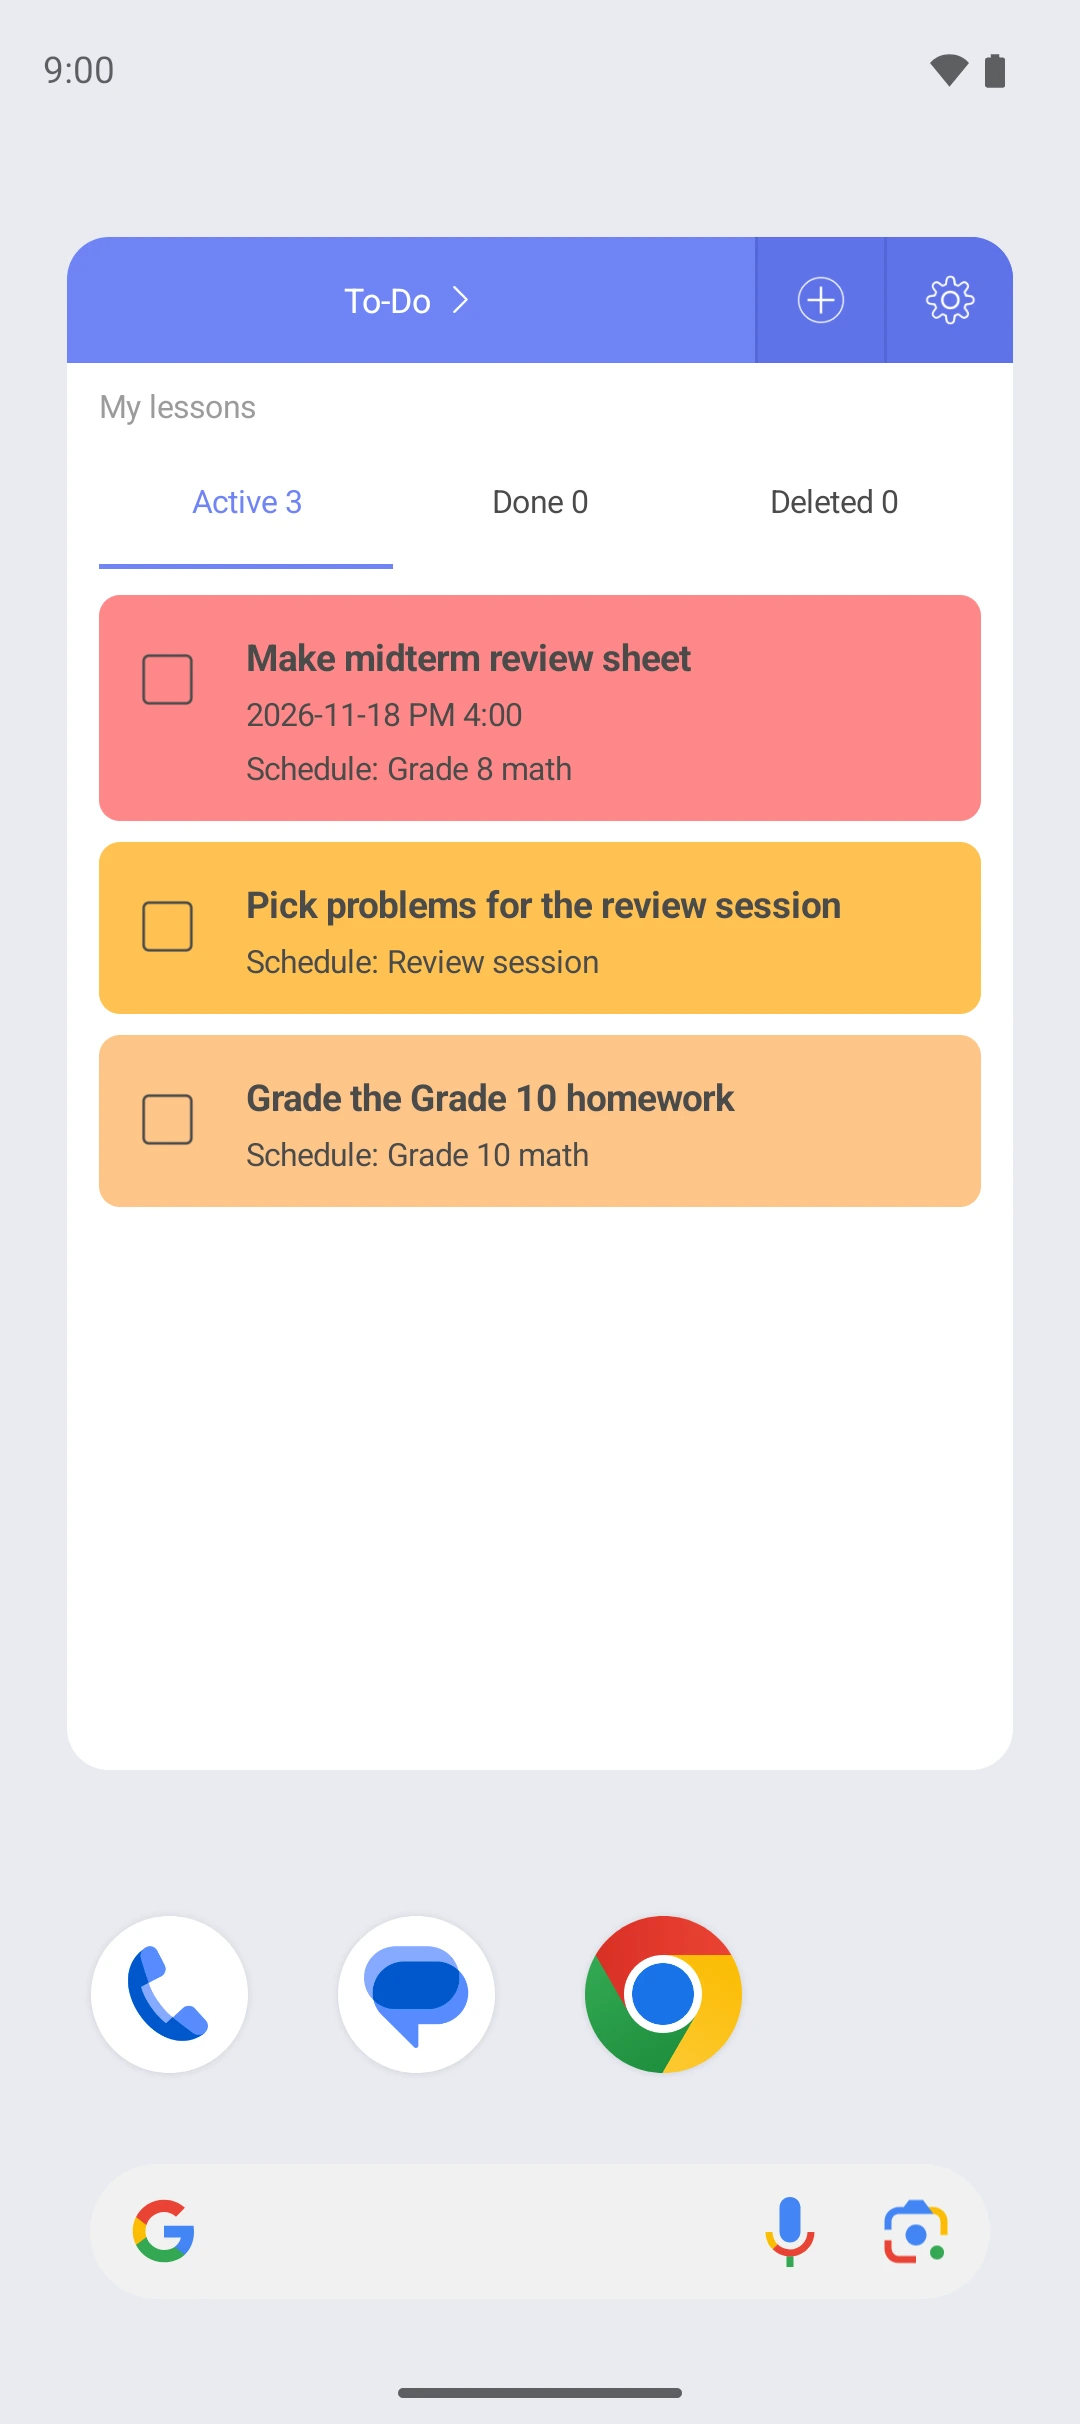 9:00
To-Do
My lessons
Active 3
Done 0
Deleted 0
Make midterm review sheet
2026-11-18 PM 4:00
Schedule: Grade 8 math
Pick problems for the review session
Schedule: Review session
Grade the Grade 10 homework
Schedule: Grade 10 math